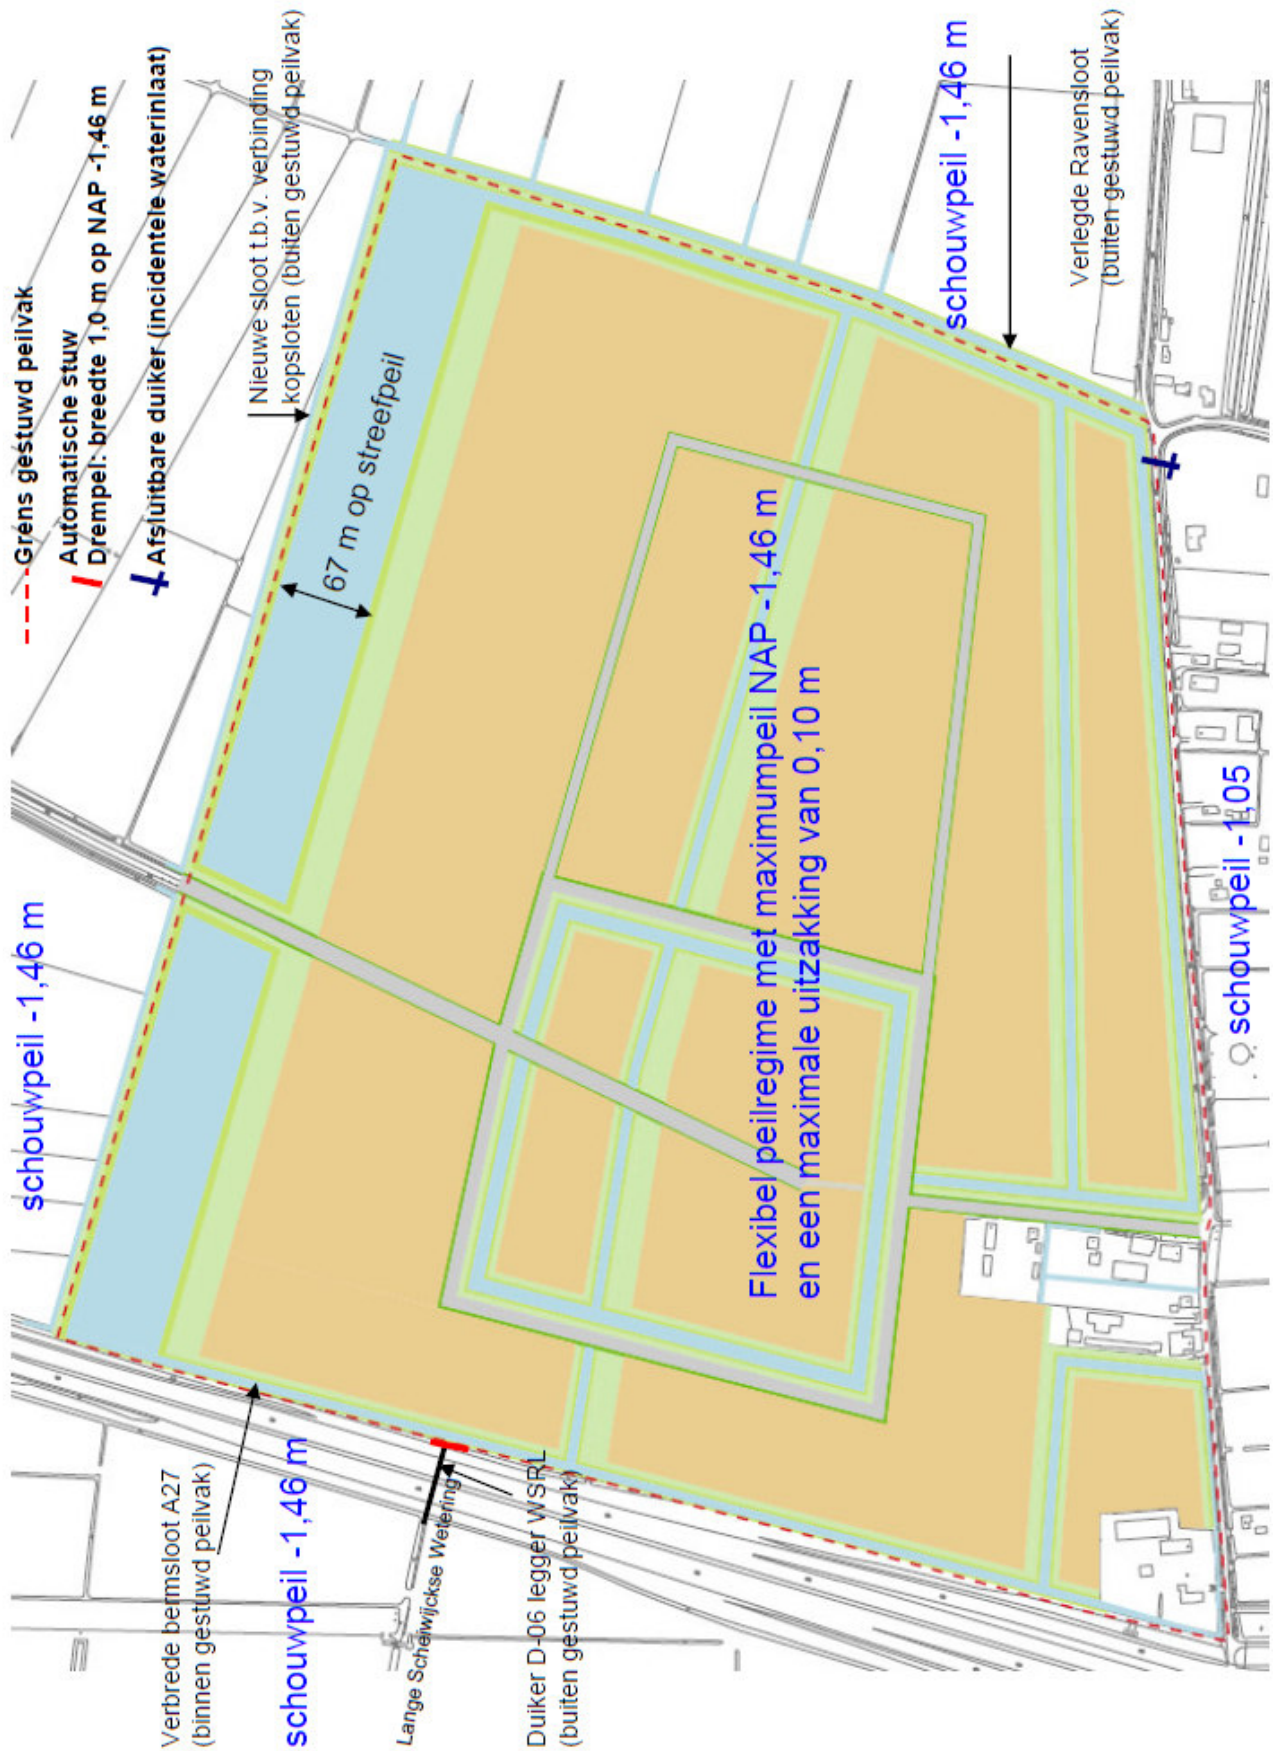 Grens gestuwd peilvak
Automatische stuw
Drempel: breedte 1,0 m op NAP -1,46 m
Afsluitbare duiker (incidentele waterinlaat)
Nieuwe sloot t.b.v. verbinding
kopsloten (buiten gestuwd peilvak)
67 m op streefpeil
schouwpeil -1,46 m
schouwpeil -1,46 m
Verlegde Ravensloot
(buiten gestuwd peilvak)
Flexibel peilregime met maximumpeil NAP -1,46 m
en een maximale uitzakking van 0,10 m
schouwpeil -1,05
Verbrede bermsloot A27
(binnen gestuwd peilvak)
schouwpeil -1,46 m
Lange Scheiwijckse Wetering
Duiker D-06 legger WSRL
(buiten gestuwd peilvak)